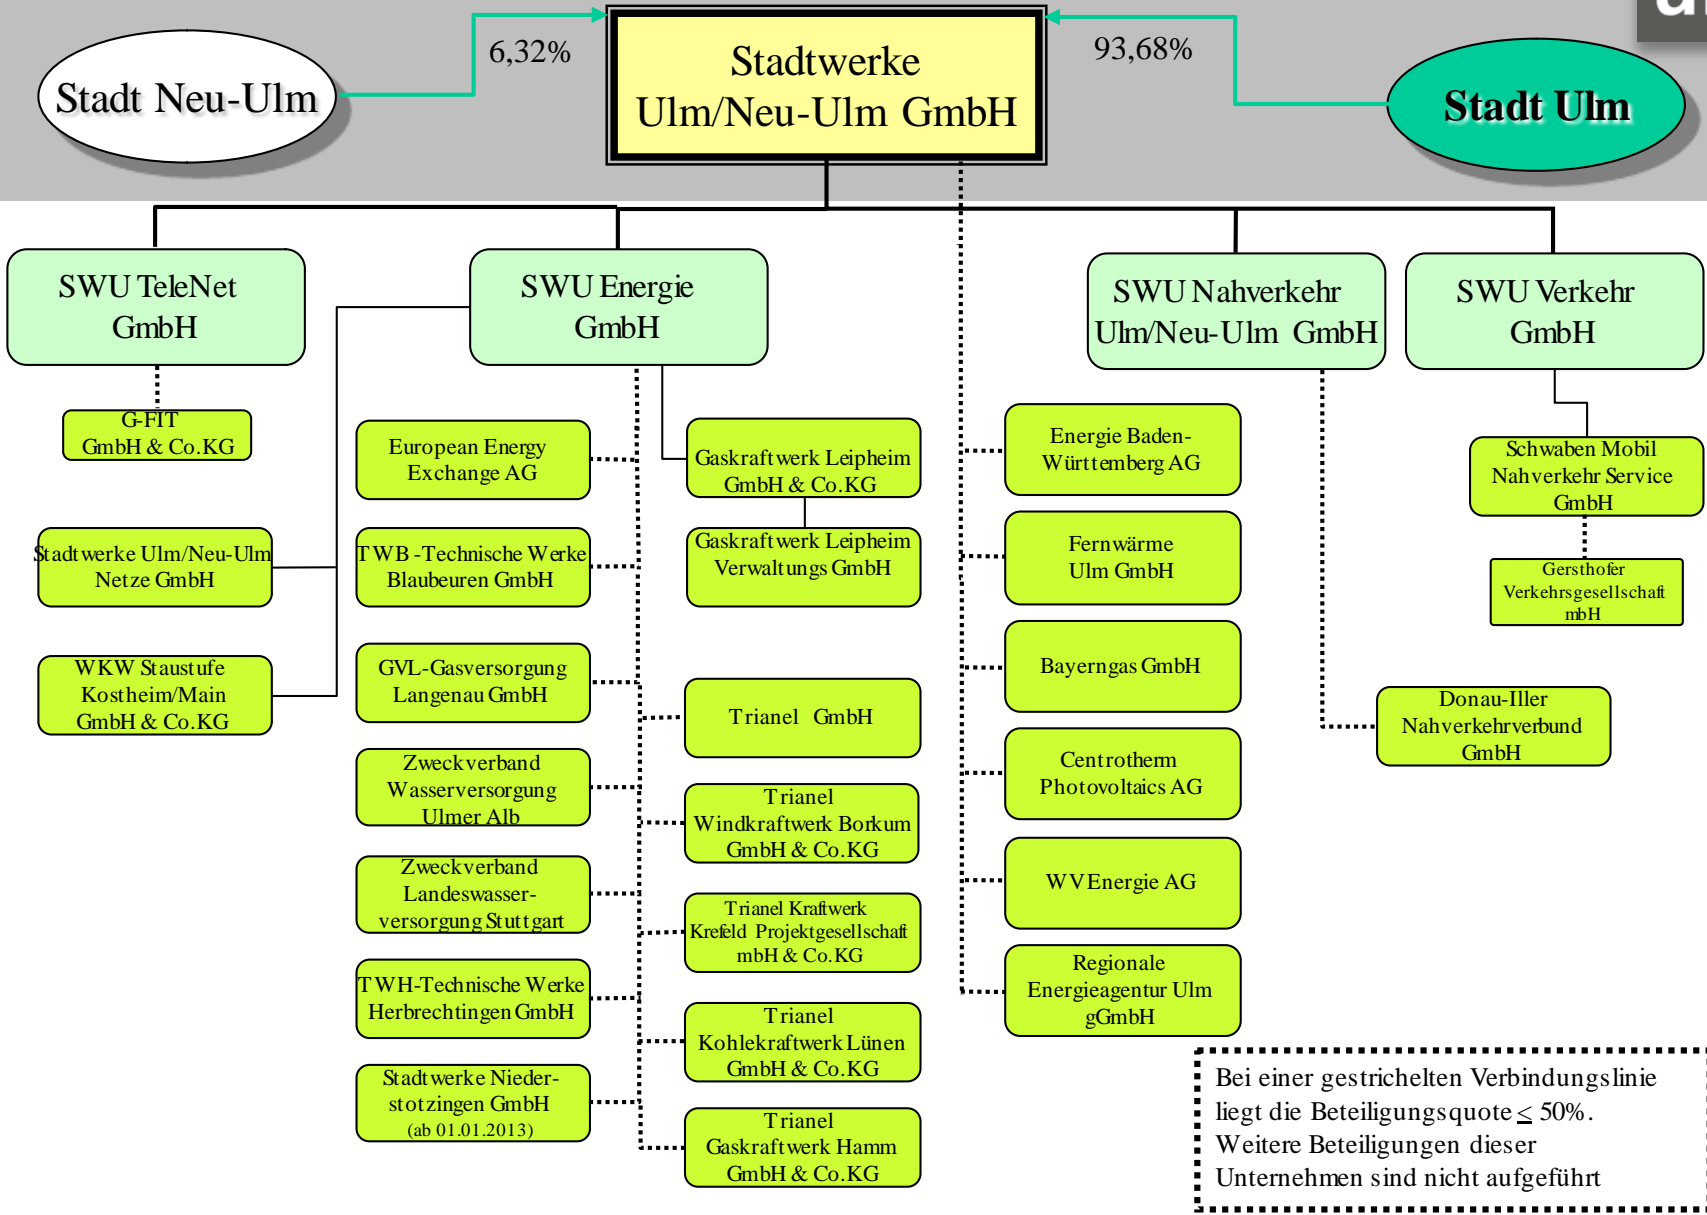 6,32%
Stadtwerke
Ulm/Neu-Ulm GmbH
93,68%
Stadt Neu-Ulm
Stadt Ulm
SWU TeleNet
GmbH
SWU Energie
GmbH
SWU Nahverkehr
Ulm/Neu-Ulm GmbH
SWU Verkehr
GmbH
G-FIT
GmbH & Co.KG
Stadtwerke Ulm/Neu-Ulm
Netze GmbH
WKW Staustufe
Kostheim/Main
GmbH & Co.KG
European Energy
Exchange AG
TWB -Technische Werke
Blaubeuren GmbH
GVL-Gasversorgung
Langenau GmbH
Zweckverband
Wasserversorgung
Ulmer Alb
Zweckverband
Landeswasser-
versorgung Stuttgart
TWH-Technische Werke
Herbrechtingen GmbH
Stadtwerke Nieder-
stotzingen GmbH
(ab 01.01.2013)
Gaskraftwerk Leipheim
GmbH & Co.KG
Gaskraftwerk Leipheim
Verwaltungs GmbH
Trianel GmbH
Trianel
Windkraftwerk Borkum
GmbH & Co.KG
Trianel Kraftwerk
Krefeld Projektgesellschaft
mbH & Co.KG
Trianel
Kohlekraftwerk Lünen
GmbH & Co.KG
Trianel
Gaskraftwerk Hamm
GmbH & Co.KG
Energie Baden-
Württemberg AG
Fernwärme
Ulm GmbH
Bayerngas GmbH
Centrotherm
Photovoltaics AG
WV Energie AG
Regionale
Energieagentur Ulm
gGmbH
Schwaben Mobil
Nahverkehr Service
GmbH
Gersthofer
Verkehrsgesellschaft
mbH
Donau-Iller
Nahverkehrverbund
GmbH
Bei einer gestrichelten Verbindungslinie
liegt die Beteiligungsquote ≤ 50%.
Weitere Beteiligungen dieser
Unternehmen sind nicht aufgeführt